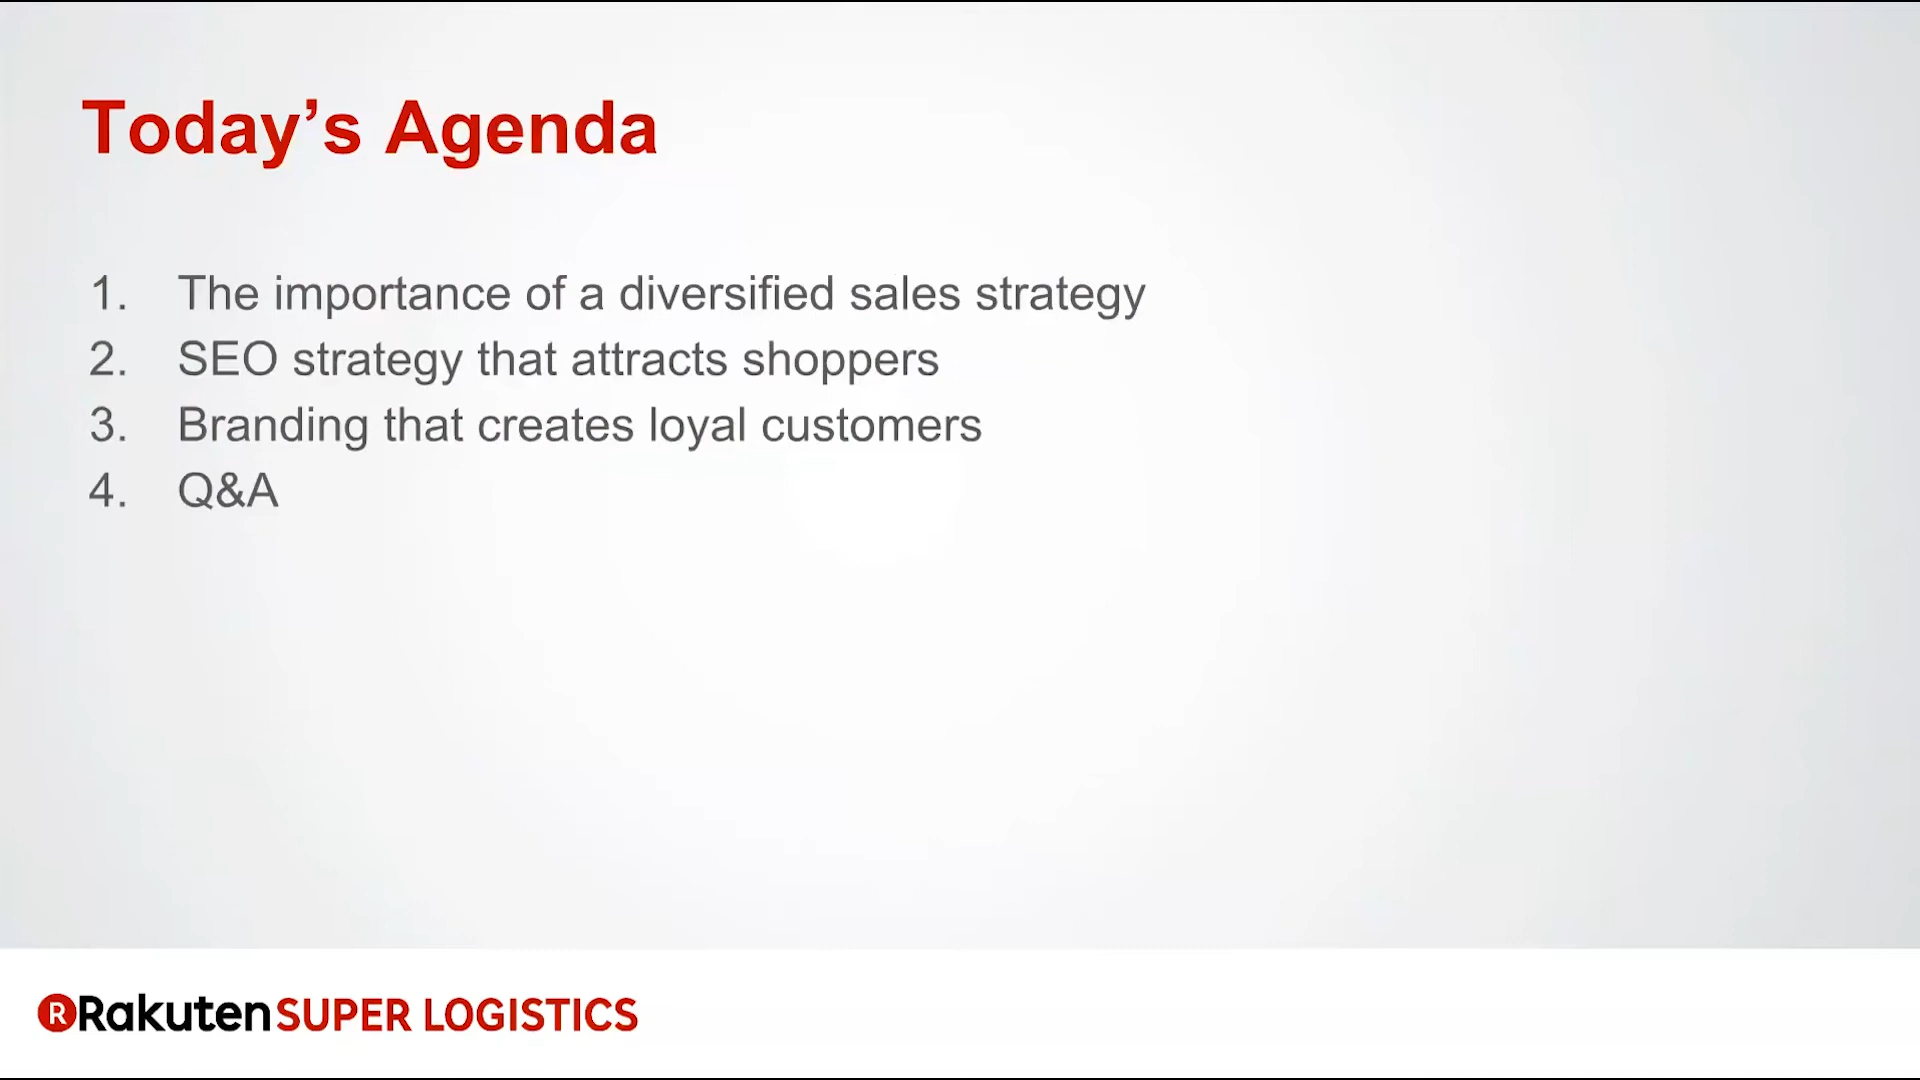 Today’s Agenda
1. The importance of a diversified sales strategy
2. SEO strategy that attracts shoppers
3. Branding that creates loyal customers
4. Q&A
R Rakuten SUPER LOGISTICS